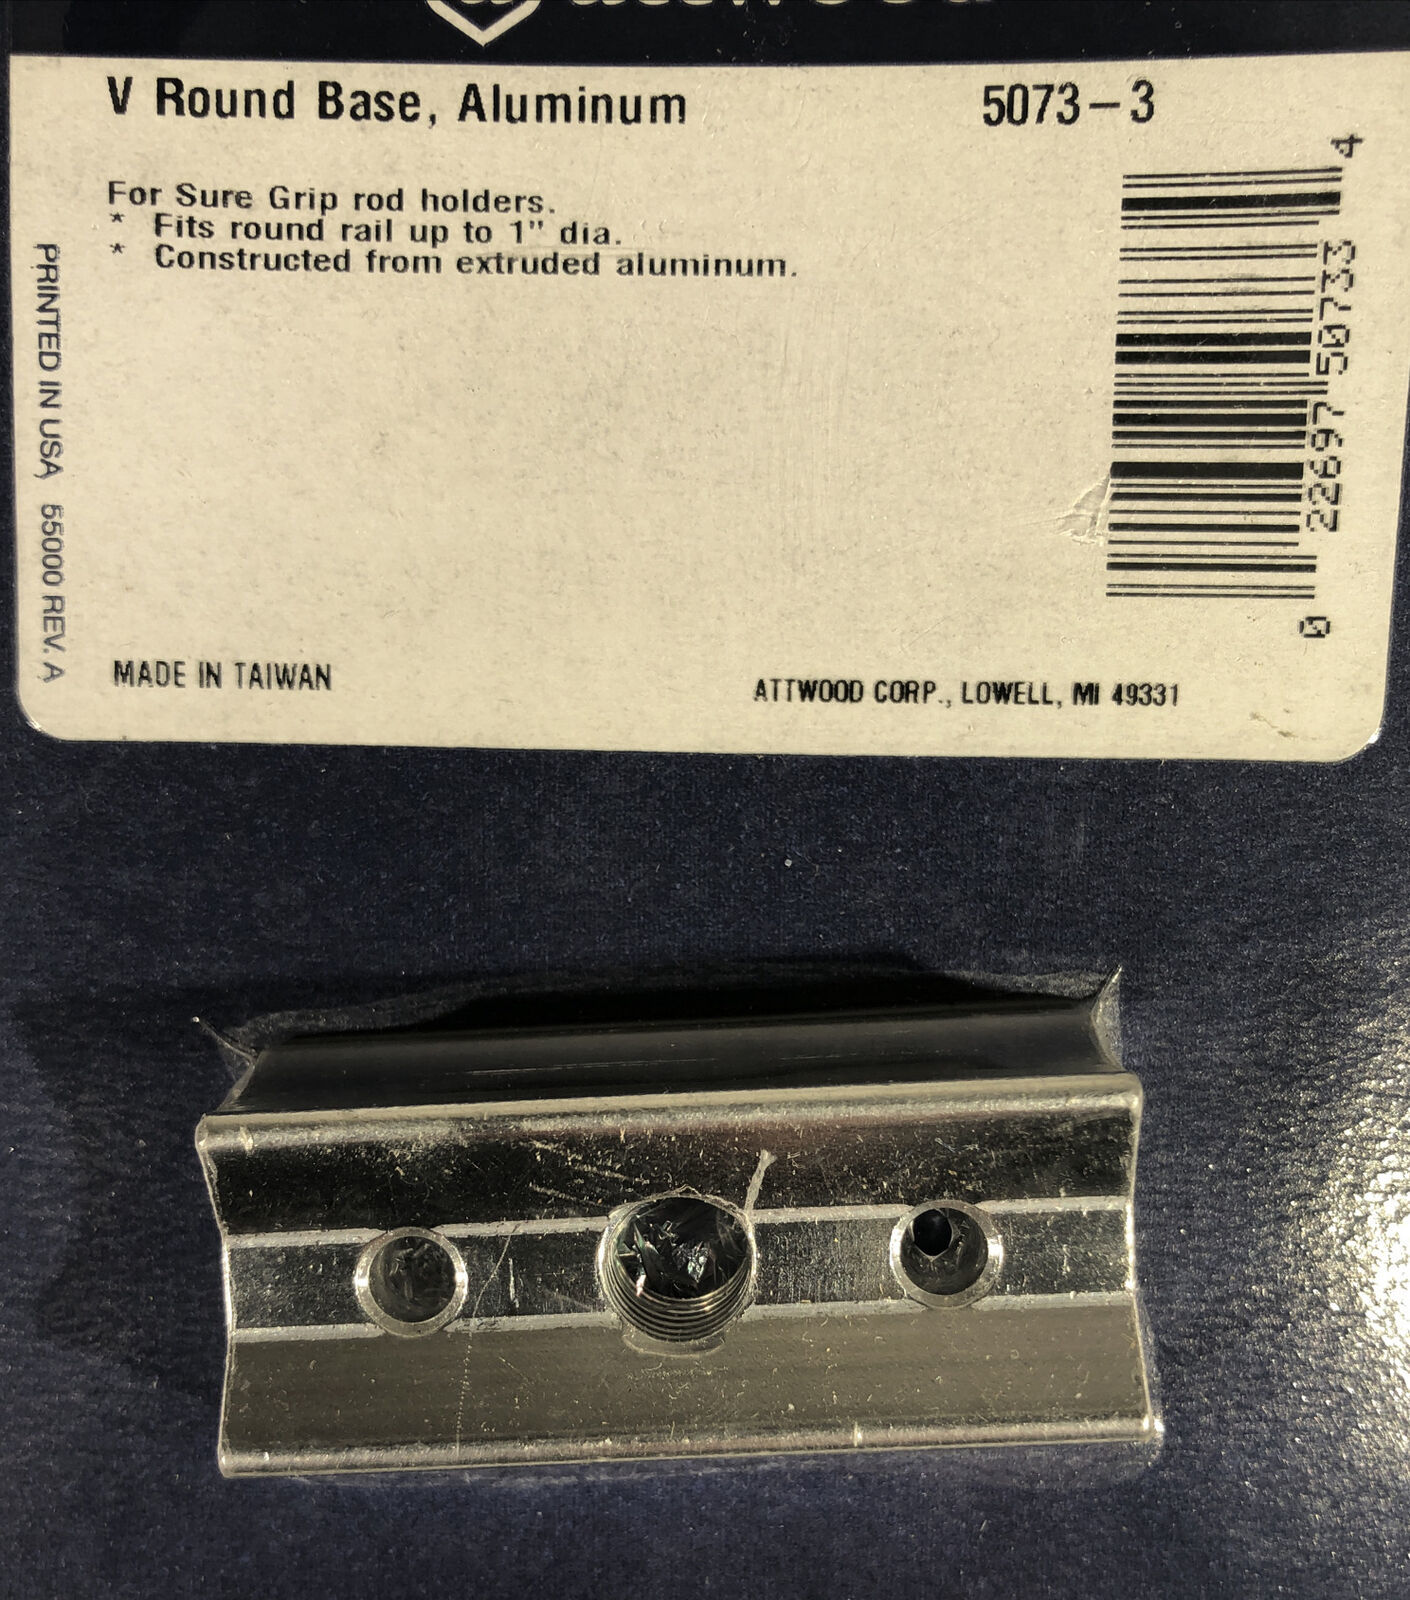 attwood
V Round Base, Aluminum 5073-3
For Sure Grip rod holders.
* Fits round rail up to 1" dia.
* Constructed from extruded aluminum.
PRINTED IN USA 55000 REV. A
0 22697 50733 4
MADE IN TAIWAN
ATTWOOD CORP., LOWELL, MI 49331